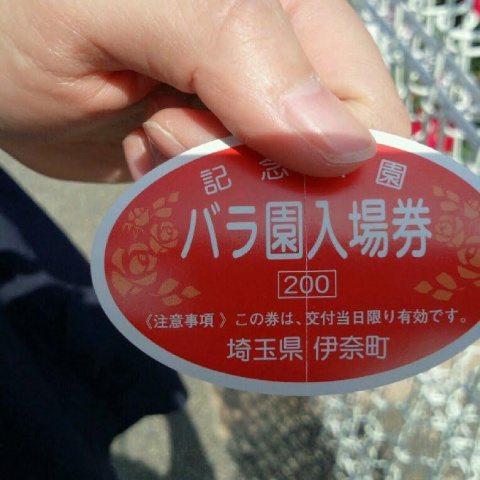 記念 園
バラ園入場券
200
〈注意事項〉この券は、交付当日限り有効です。
埼玉県 伊奈町